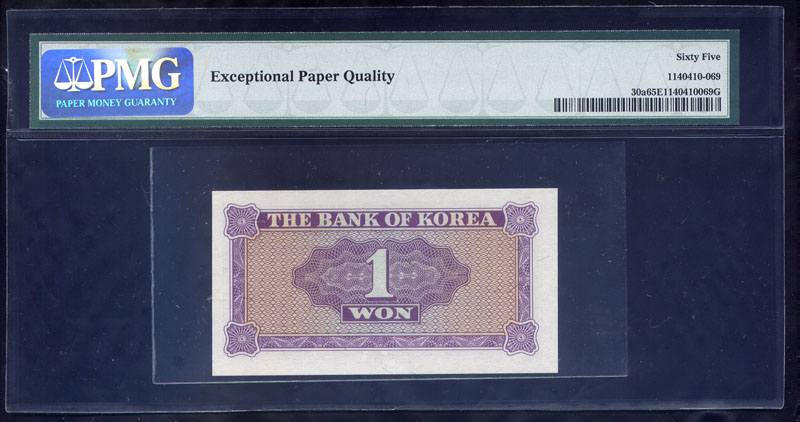 PMG
PAPER MONEY GUARANTY
Exceptional Paper Quality
Sixty Five
1140410-069
30a65E1140410069G
THE BANK OF KOREA
1
WON